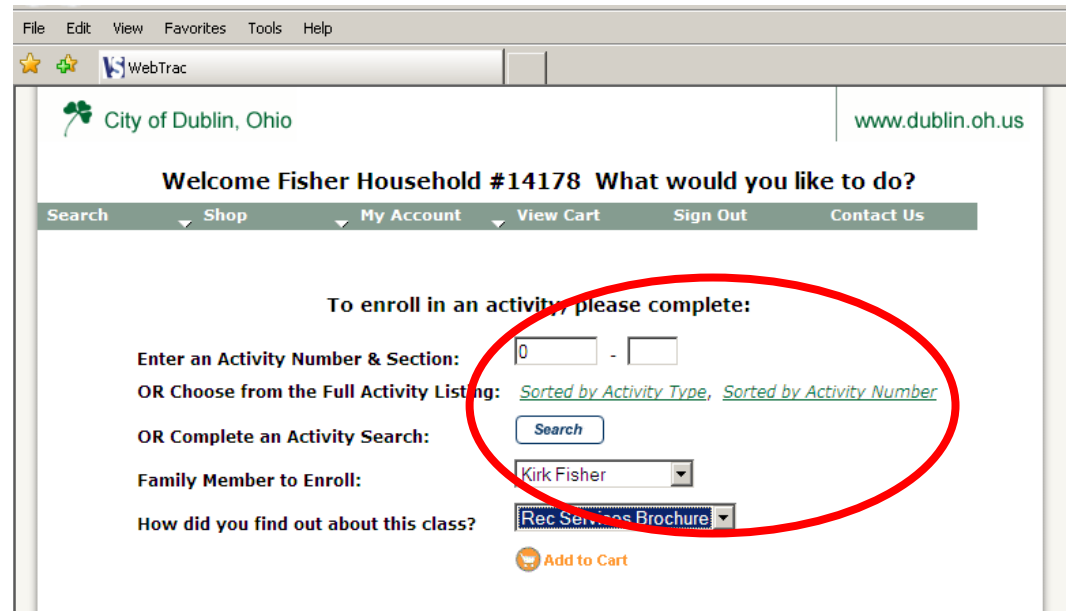 File Edit View Favorites Tools Help
WebTrac
City of Dublin, Ohio
www.dublin.oh.us
Welcome Fisher Household #14178 What would you like to do?
Search Shop My Account View Cart Sign Out Contact Us
To enroll in an activity, please complete:
Enter an Activity Number & Section: 0 -
OR Choose from the Full Activity Listing: Sorted by Activity Type, Sorted by Activity Number
OR Complete an Activity Search: Search
Family Member to Enroll: Kirk Fisher
How did you find out about this class? Rec Services Brochure
Add to Cart